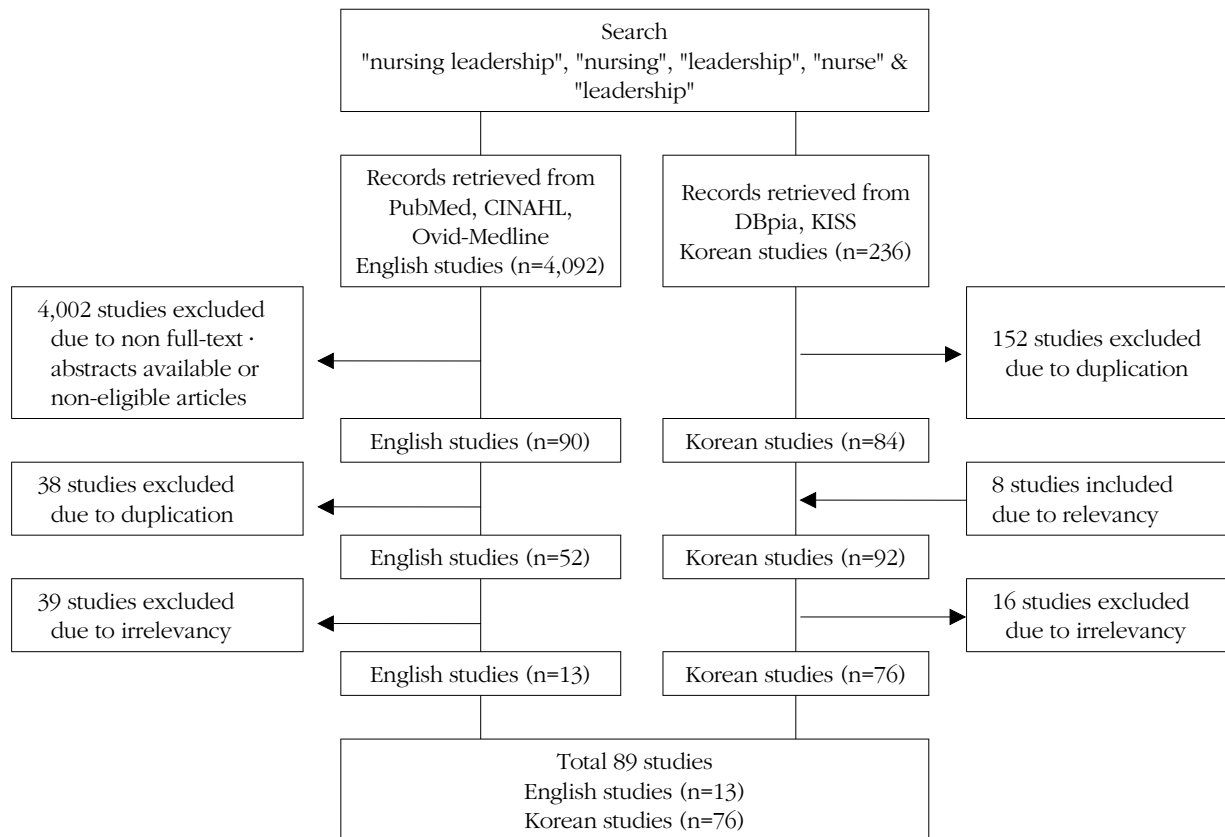 Search
"nursing leadership", "nursing", "leadership", "nurse" &
"leadership"
Records retrieved from
PubMed, CINAHL,
Ovid-Medline
English studies (n=4,092)
Records retrieved from
DBpia, KISS
Korean studies (n=236)
4,002 studies excluded
due to non full-text ·
abstracts available or
non-eligible articles
152 studies excluded
due to duplication
English studies (n=90)
Korean studies (n=84)
38 studies excluded
due to duplication
8 studies included
due to relevancy
English studies (n=52)
Korean studies (n=92)
39 studies excluded
due to irrelevancy
16 studies excluded
due to irrelevancy
English studies (n=13)
Korean studies (n=76)
Total 89 studies
English studies (n=13)
Korean studies (n=76)